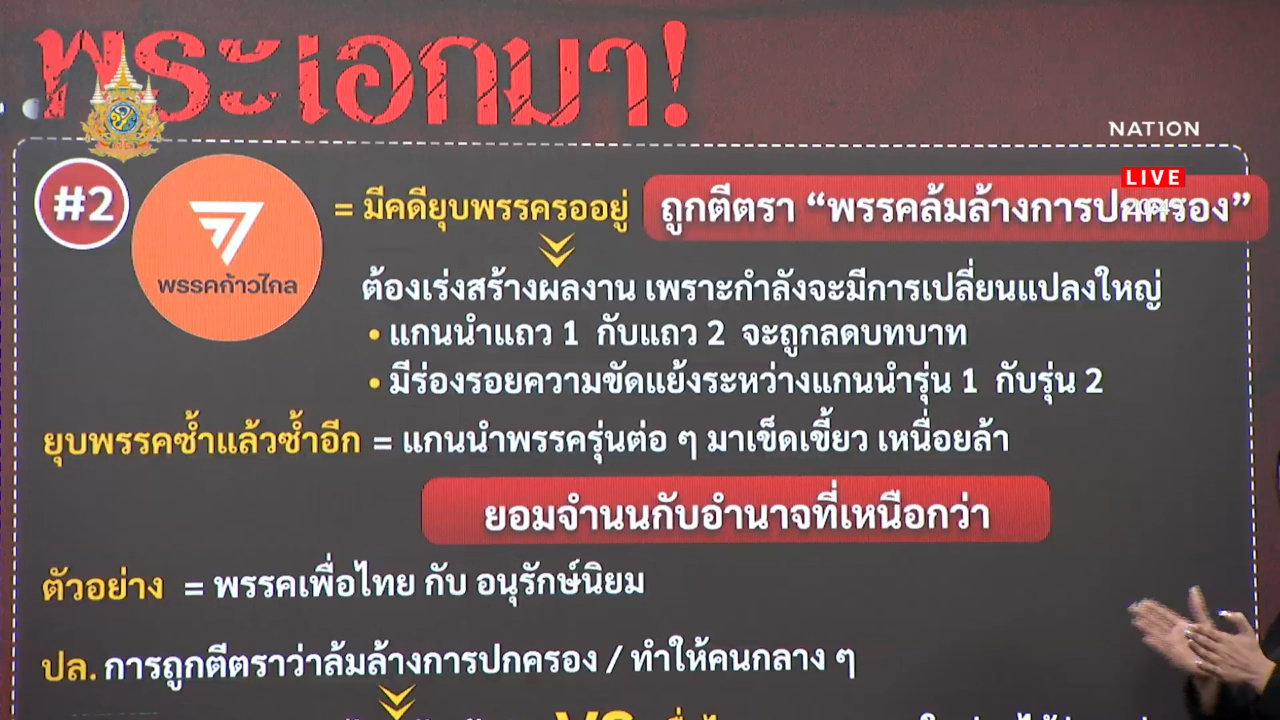 พระเอกมา!
NATION
LIVE
#2
พรรคก้าวไกล
= มีคดียุบพรรครออยู่ ถูกตีตรา “พรรคล้มล้างการปกครอง”
ต้องเร่งสร้างผลงาน เพราะกำลังจะมีการเปลี่ยนแปลงใหญ่
• แกนนำแถว 1 กับแถว 2 จะถูกลดบทบาท
• มีร่องรอยความขัดแย้งระหว่างแกนนำรุ่น 1 กับรุ่น 2
ยุบพรรคซ้ำแล้วซ้ำอีก = แกนนำพรรครุ่นต่อ ๆ มาเข็ดเขี้ยว เหนื่อยล้า
ยอมจำนนกับอำนาจที่เหนือกว่า
ตัวอย่าง = พรรคเพื่อไทย กับ อนุรักษ์นิยม
ปล. การถูกตีตราว่าล้มล้างการปกครอง / ทำให้คนกลาง ๆ
VS